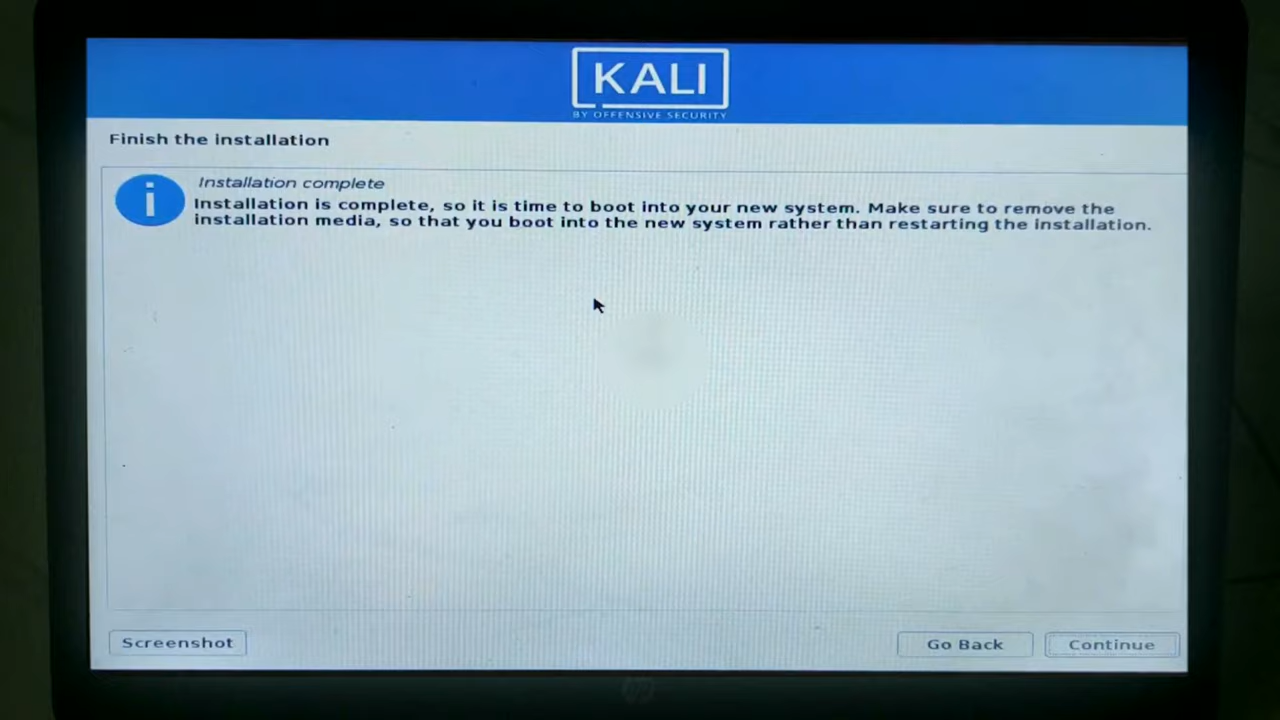 KALI
BY OFFENSIVE SECURITY
Finish the installation
Installation complete
Installation is complete, so it is time to boot into your new system. Make sure to remove the
installation media, so that you boot into the new system rather than restarting the installation.
Screenshot
Go Back
Continue
hp